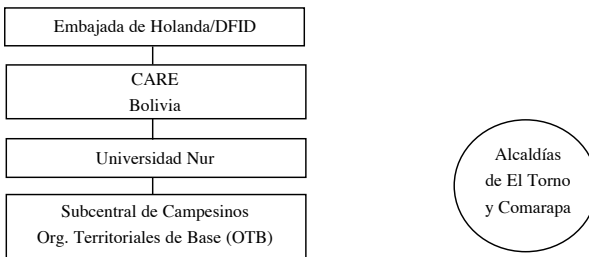 Embajada de Holanda/DFID
CARE
Bolivia
Universidad Nur
Subcentral de Campesinos
Org. Territoriales de Base (OTB)
Alcaldías
de El Torno
y Comarapa